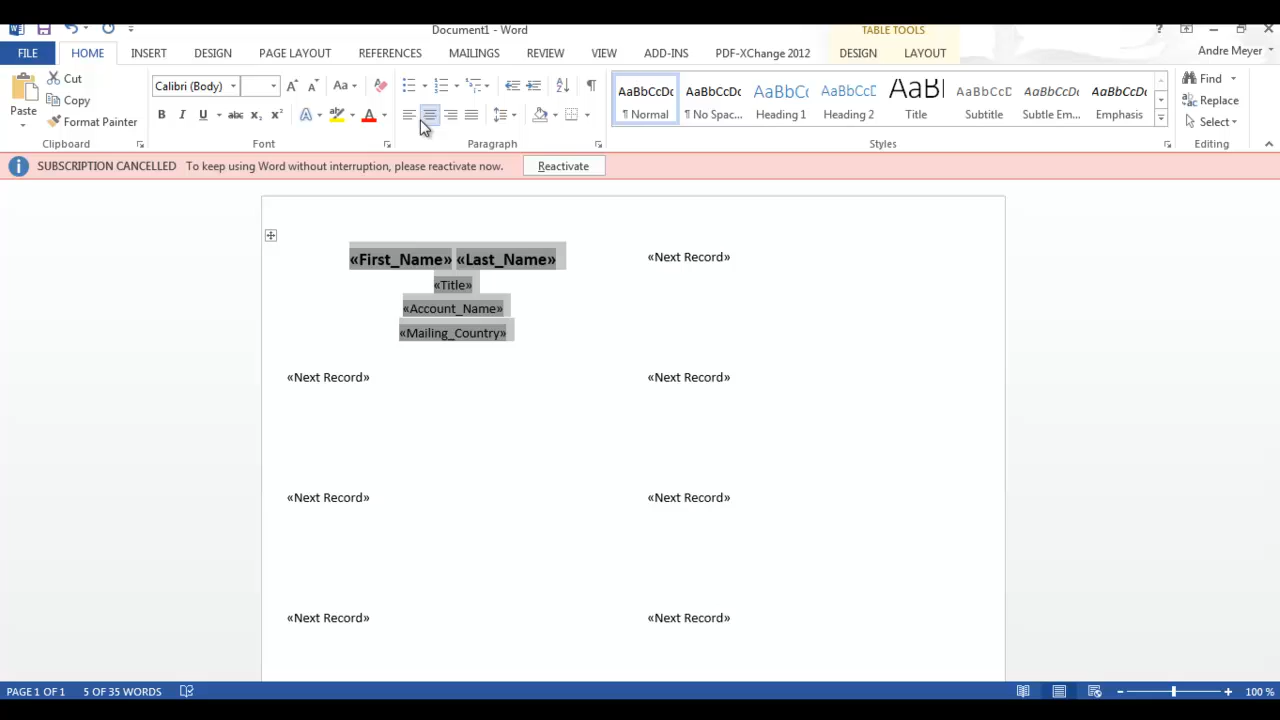 Document1 - Word
TABLE TOOLS
?
FILE
HOME
INSERT
DESIGN
PAGE LAYOUT
REFERENCES
MAILINGS
REVIEW
VIEW
ADD-INS
PDF-XChange 2012
DESIGN
LAYOUT
Andre Meyer
Paste
Cut
Copy
Format Painter
Clipboard
Calibri (Body)
Font
Paragraph
AaBbCcDc
¶ Normal
AaBbCcDc
¶ No Spac...
AaBbCc
Heading 1
AaBbCc
Heading 2
AaBl
Title
AaBbCcD
Subtitle
AaBbCcDc
Subtle Em...
AaBbCcDc
Emphasis
Styles
Find
Replace
Select
Editing
SUBSCRIPTION CANCELLED To keep using Word without interruption, please reactivate now. Reactivate
«First_Name» «Last_Name»
«Title»
«Account_Name»
«Mailing_Country»
«Next Record»
«Next Record»
«Next Record»
«Next Record»
«Next Record»
«Next Record»
«Next Record»
PAGE 1 OF 1 5 OF 35 WORDS
100 %